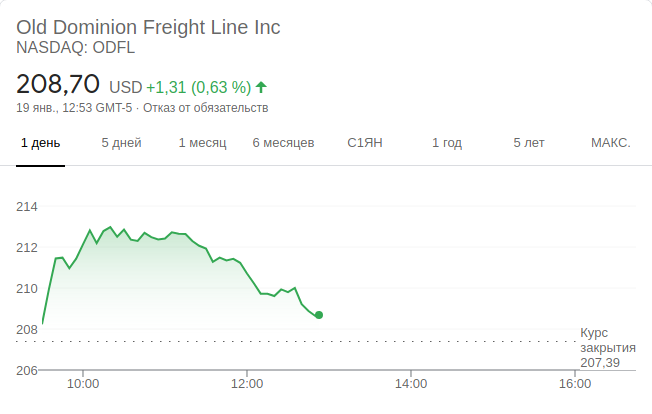 Old Dominion Freight Line Inc
NASDAQ: ODFL
208,70 USD +1,31 (0,63 %)
19 янв., 12:53 GMT-5 · Отказ от обязательств
1 день 5 дней 1 месяц 6 месяцев С1ЯН 1 год 5 лет МАКС.
214
212
210
208
Курс
закрытия
207,39
206
10:00 12:00 14:00 16:00